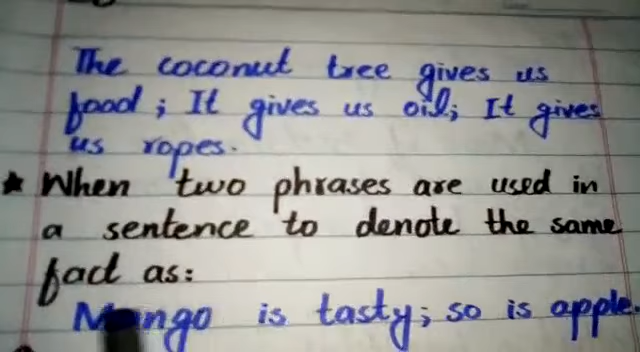 The coconut tree gives us
food; It gives us oil; It gives
us ropes.
★ When two phrases are used in
a sentence to denote the same
fact as:
Mango is tasty; so is apple.